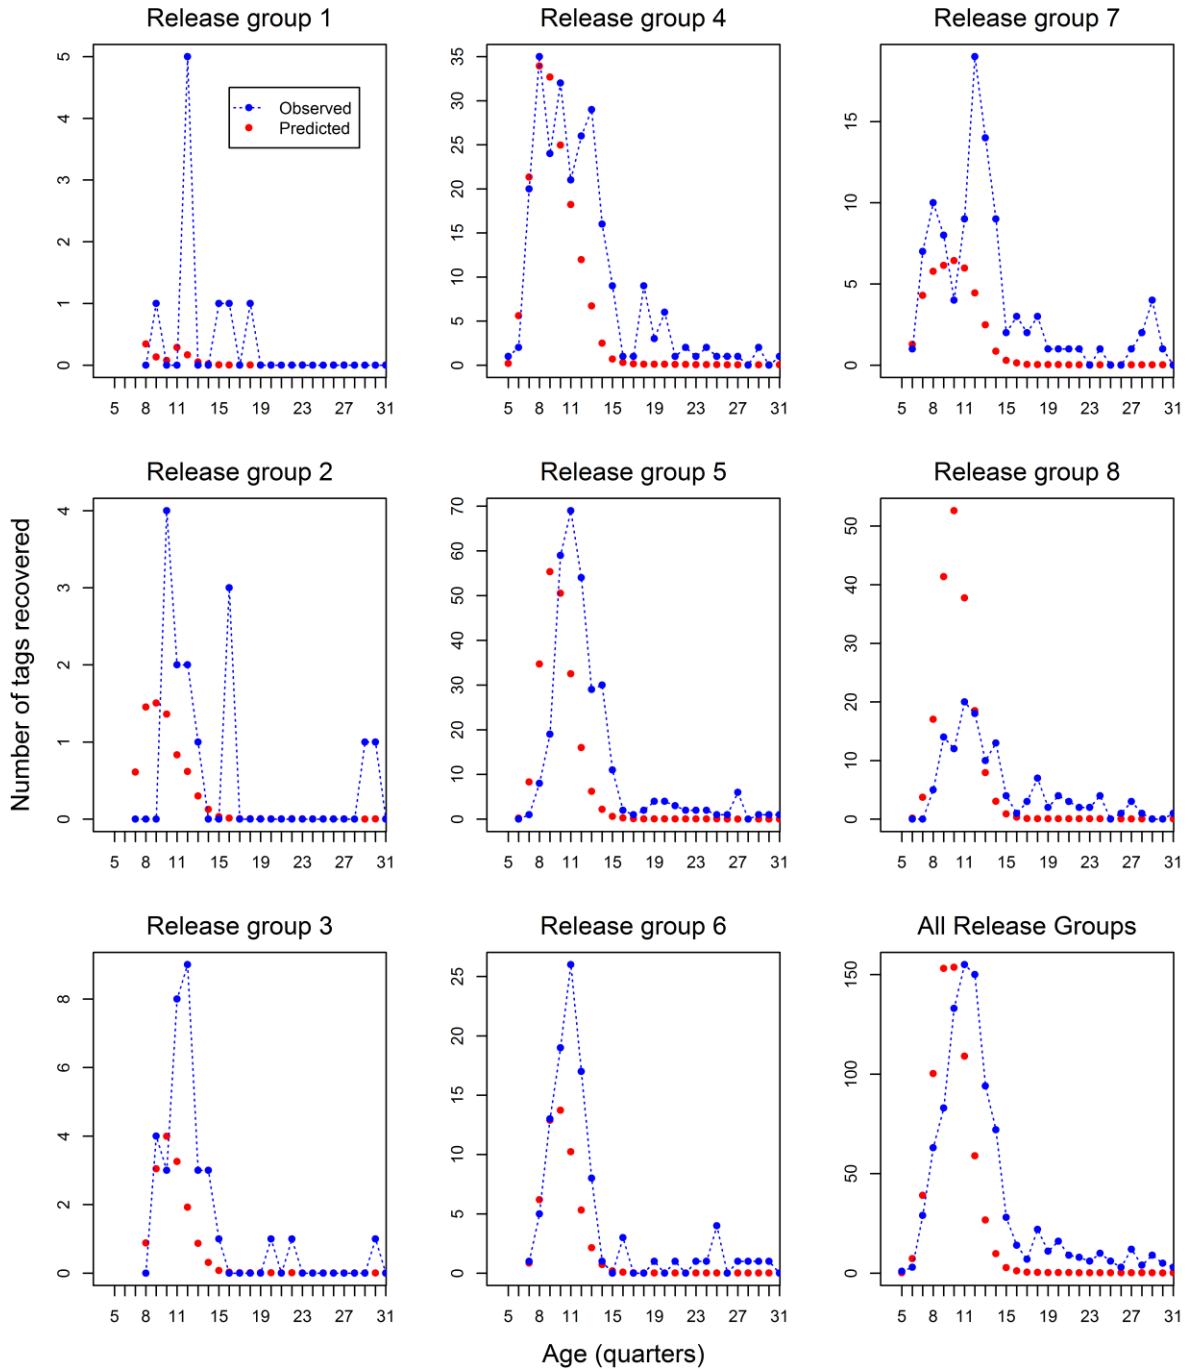 Release group 1
Release group 4
Release group 7
0 1 2 3 4 5
Observed
Predicted
5 8 11 15 19 23 27 31
0 5 10 15 20 25 30 35
5 8 11 15 19 23 27 31
0 5 10 15
5 8 11 15 19 23 27 31
Release group 2
Release group 5
Release group 8
Number of tags recovered
0 1 2 3 4
5 8 11 15 19 23 27 31
0 10 20 30 40 50 60 70
5 8 11 15 19 23 27 31
0 10 20 30 40 50
5 8 11 15 19 23 27 31
Release group 3
Release group 6
All Release Groups
0 2 4 6 8
5 8 11 15 19 23 27 31
0 5 10 15 20 25
5 8 11 15 19 23 27 31
0 50 100 150
5 8 11 15 19 23 27 31
Age (quarters)